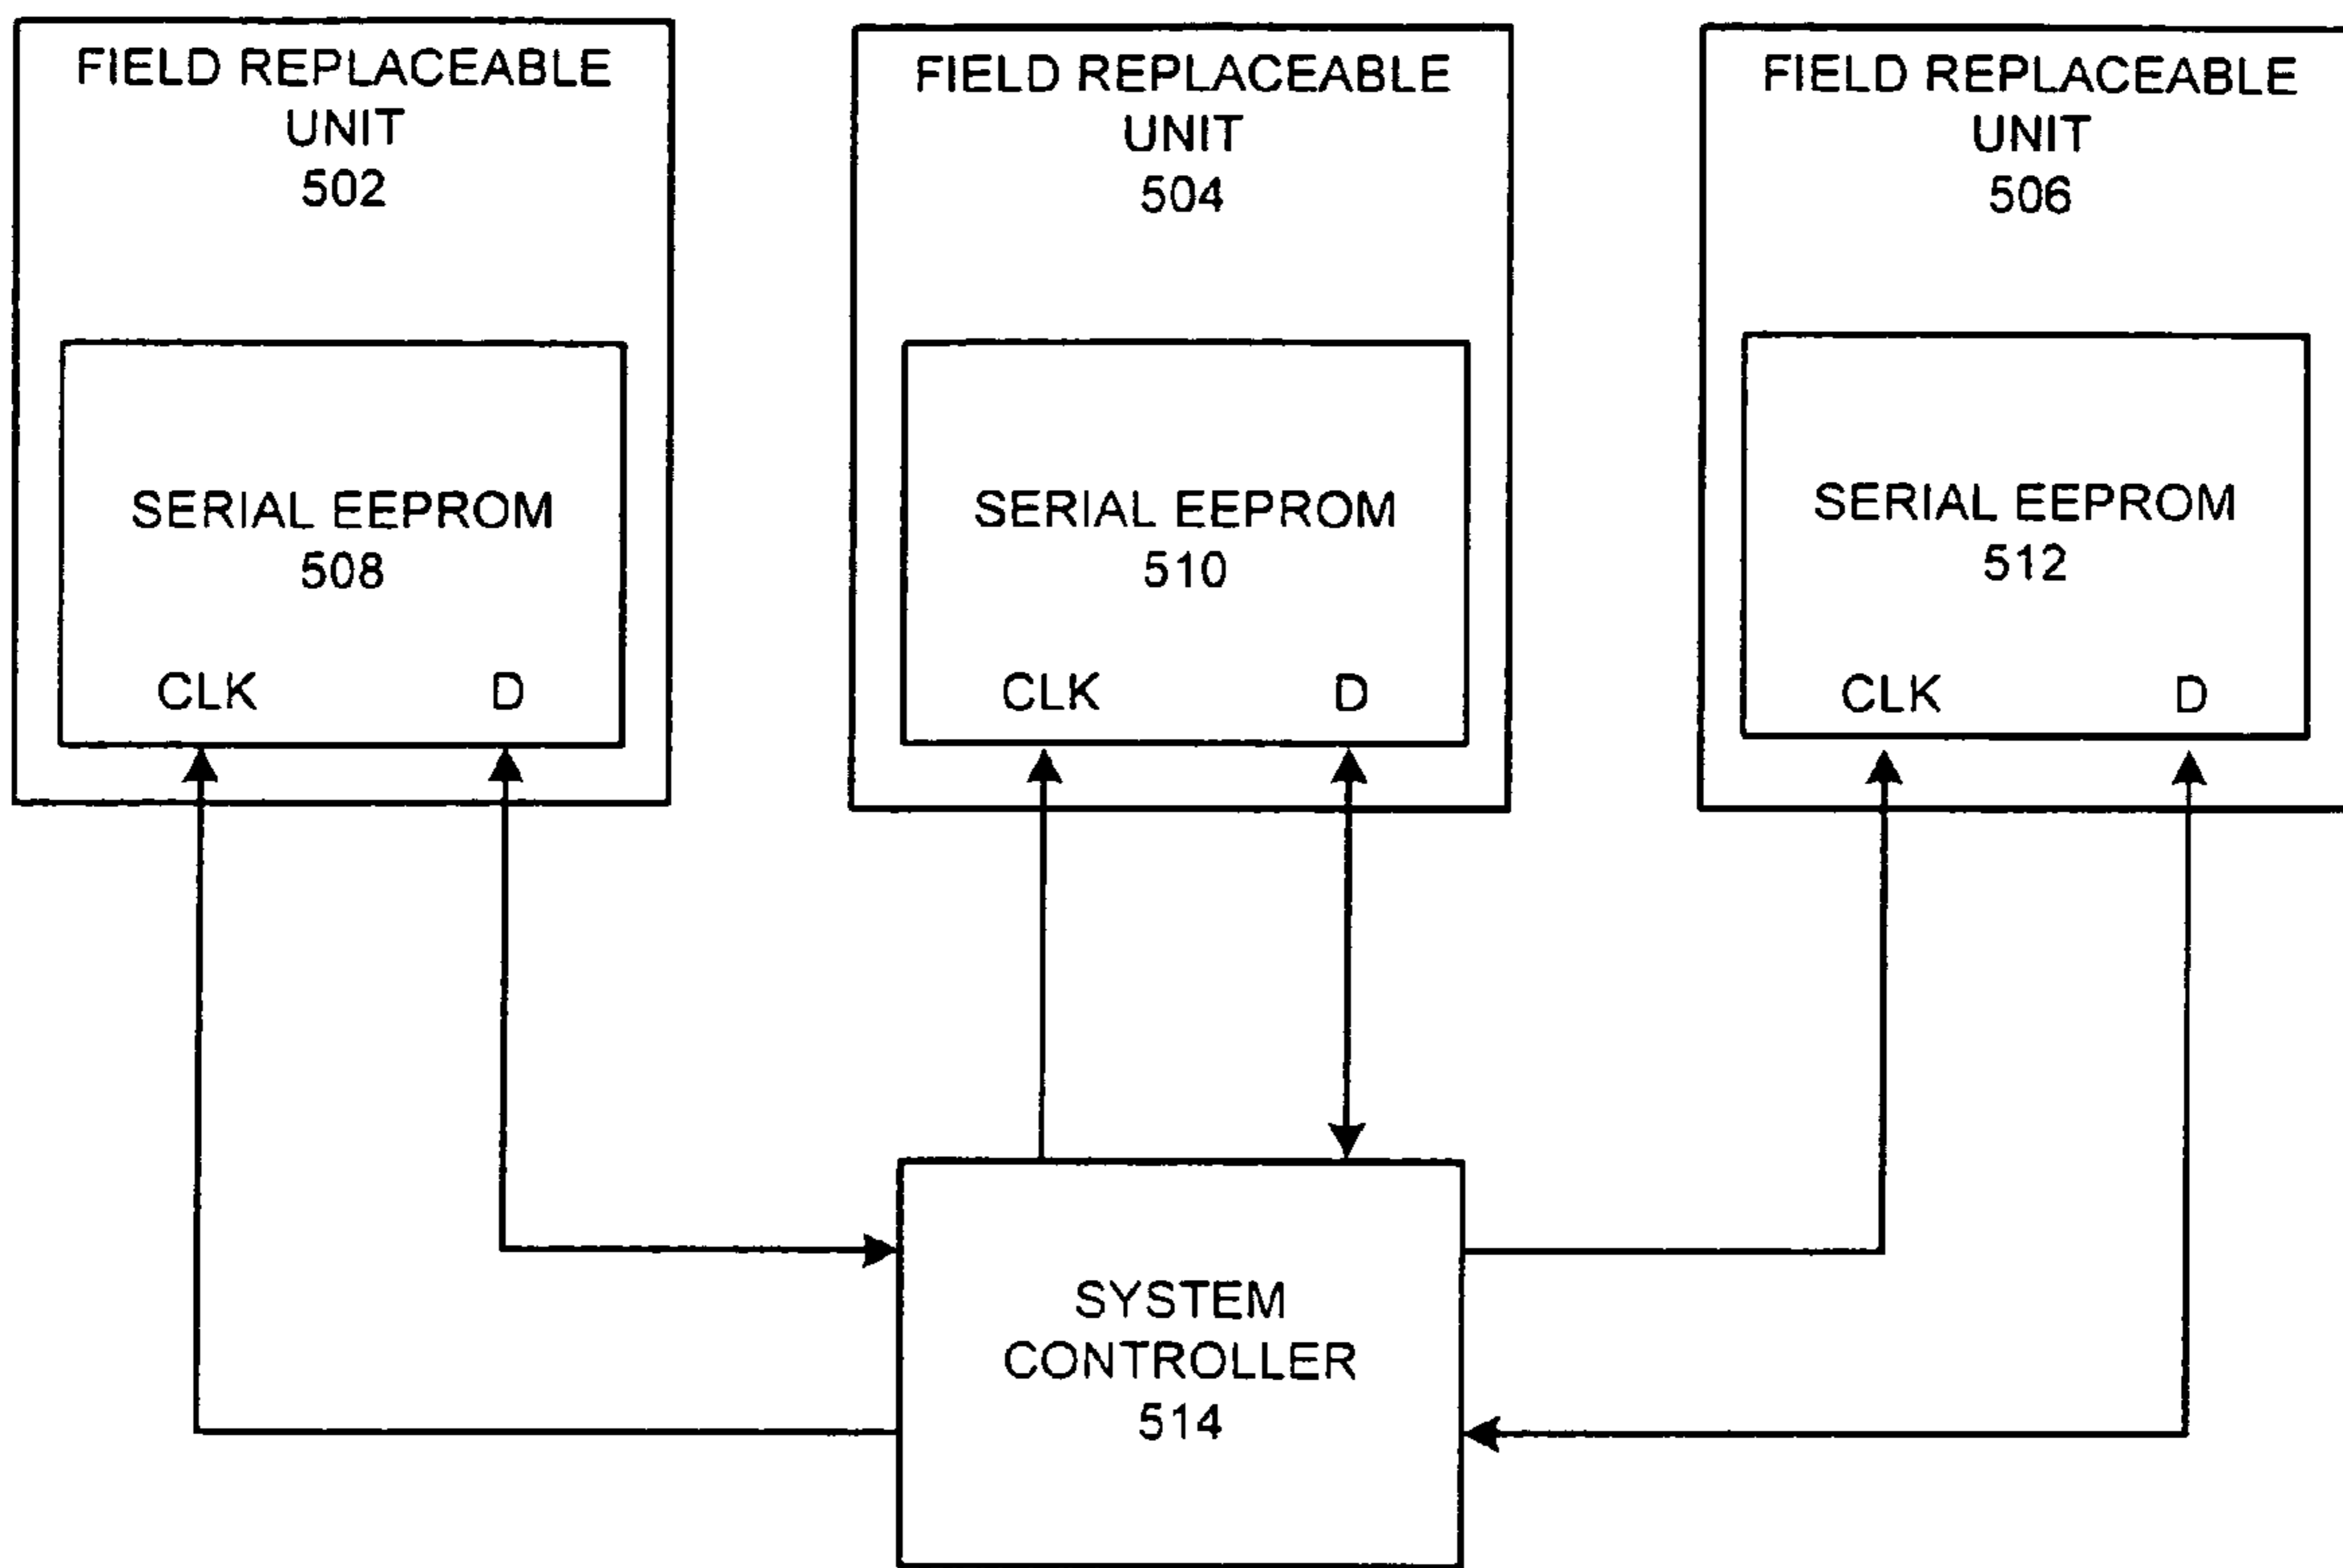 FIELD REPLACEABLE
UNIT
502
FIELD REPLACEABLE
UNIT
504
FIELD REPLACEABLE
UNIT
506
SERIAL EEPROM
508
CLK D
SERIAL EEPROM
510
CLK D
SERIAL EEPROM
512
CLK D
SYSTEM
CONTROLLER
514